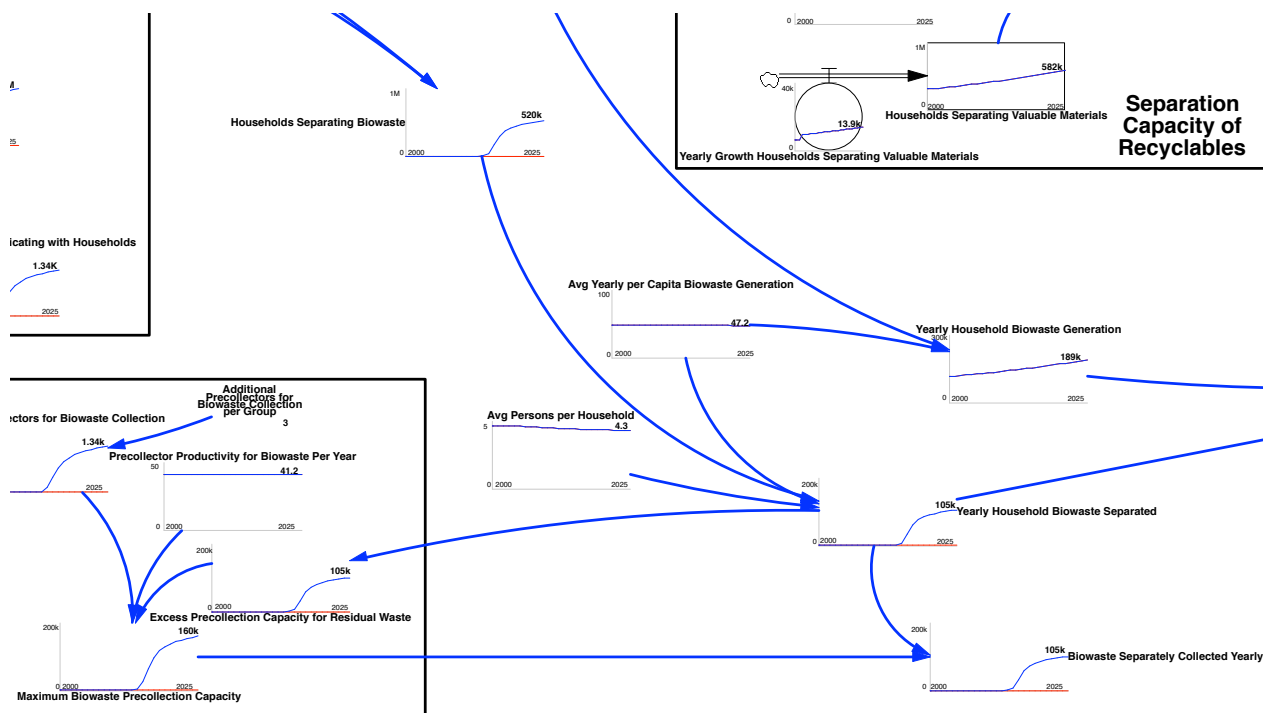 2000
2025
1M
582k
0
2000
2025
Households Separating Valuable Materials
40k
13.9k
0
Yearly Growth Households Separating Valuable Materials
Separation
Capacity of
Recyclables
1M
520k
Households Separating Biowaste
0
2000
2025
icating with Households
1.34K
2025
Avg Yearly per Capita Biowaste Generation
100
47.2
0
2000
2025
Yearly Household Biowaste Generation
300k
189k
0
2000
2025
Additional
Precollectors for
Biowaste Collection
per Group
3
ectors for Biowaste Collection
1.34k
2025
Avg Persons per Household
5
4.3
0
2000
2025
Precollector Productivity for Biowaste Per Year
50
41.2
0
2000
2025
200k
105k
Yearly Household Biowaste Separated
0
2000
2025
200k
105k
0
2000
2025
Excess Precollection Capacity for Residual Waste
200k
160k
0
2000
2025
Maximum Biowaste Precollection Capacity
200k
105k
Biowaste Separately Collected Yearly
0
2000
2025